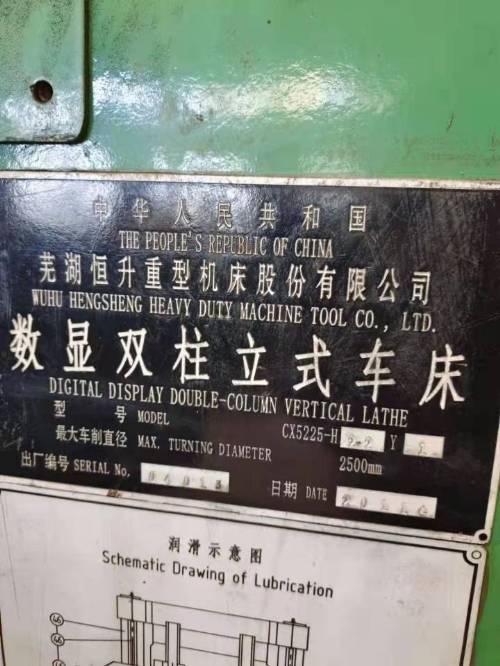 中华人民共和国
THE PEOPLE'S REPUBLIC OF CHINA
芜湖恒升重型机床股份有限公司
WUHU HENGSHENG HEAVY DUTY MACHINE TOOL CO., LTD.
数显双柱立式车床
DIGITAL DISPLAY DOUBLE-COLUMN VERTICAL LATHE
型 号 MODEL CX5225-H Y
最大车削直径 MAX. TURNING DIAMETER 2500mm
出厂编号 SERIAL No.
日期 DATE
润滑示意图
Schematic Drawing of Lubrication